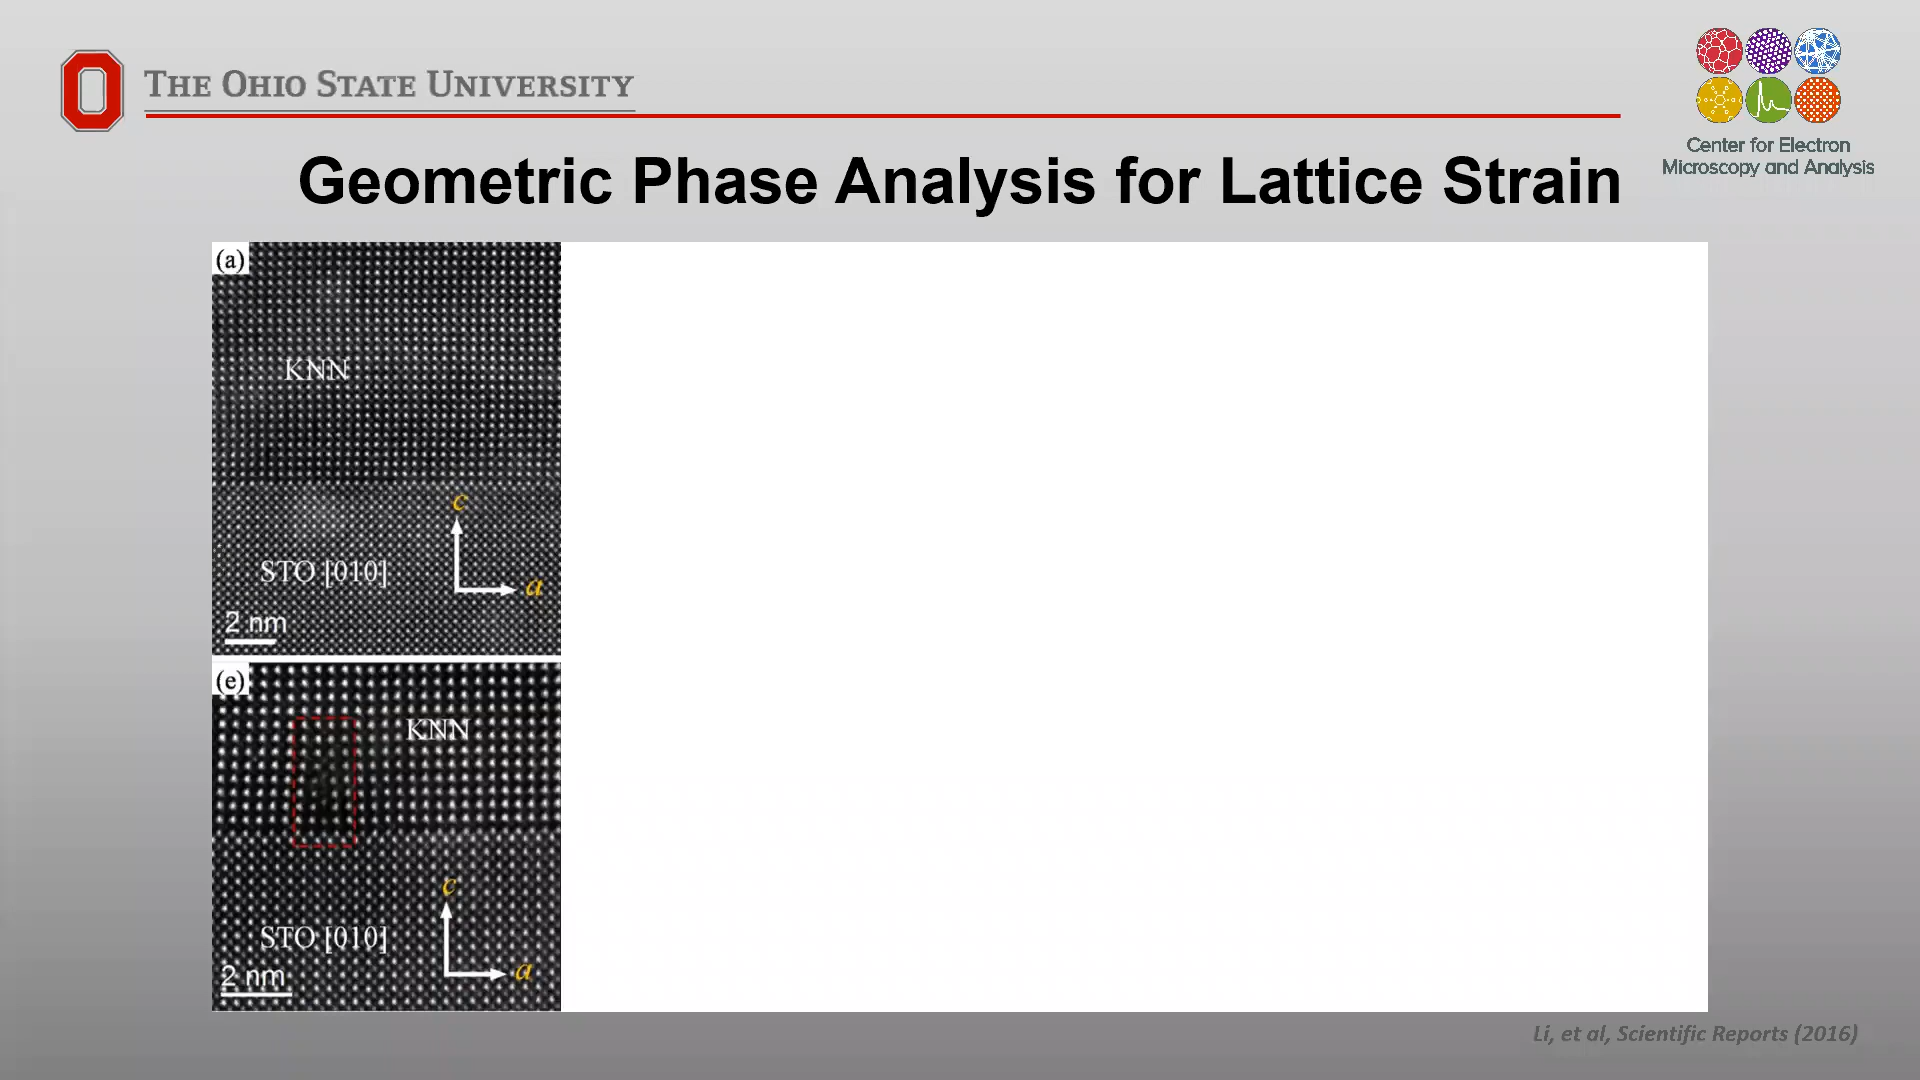 THE OHIO STATE UNIVERSITY
Center for Electron
Microscopy and Analysis
Geometric Phase Analysis for Lattice Strain
(a)
KNN
c
STO [010]
a
2 nm
(e)
KNN
c
STO [010]
a
2 nm
Li, et al, Scientific Reports (2016)